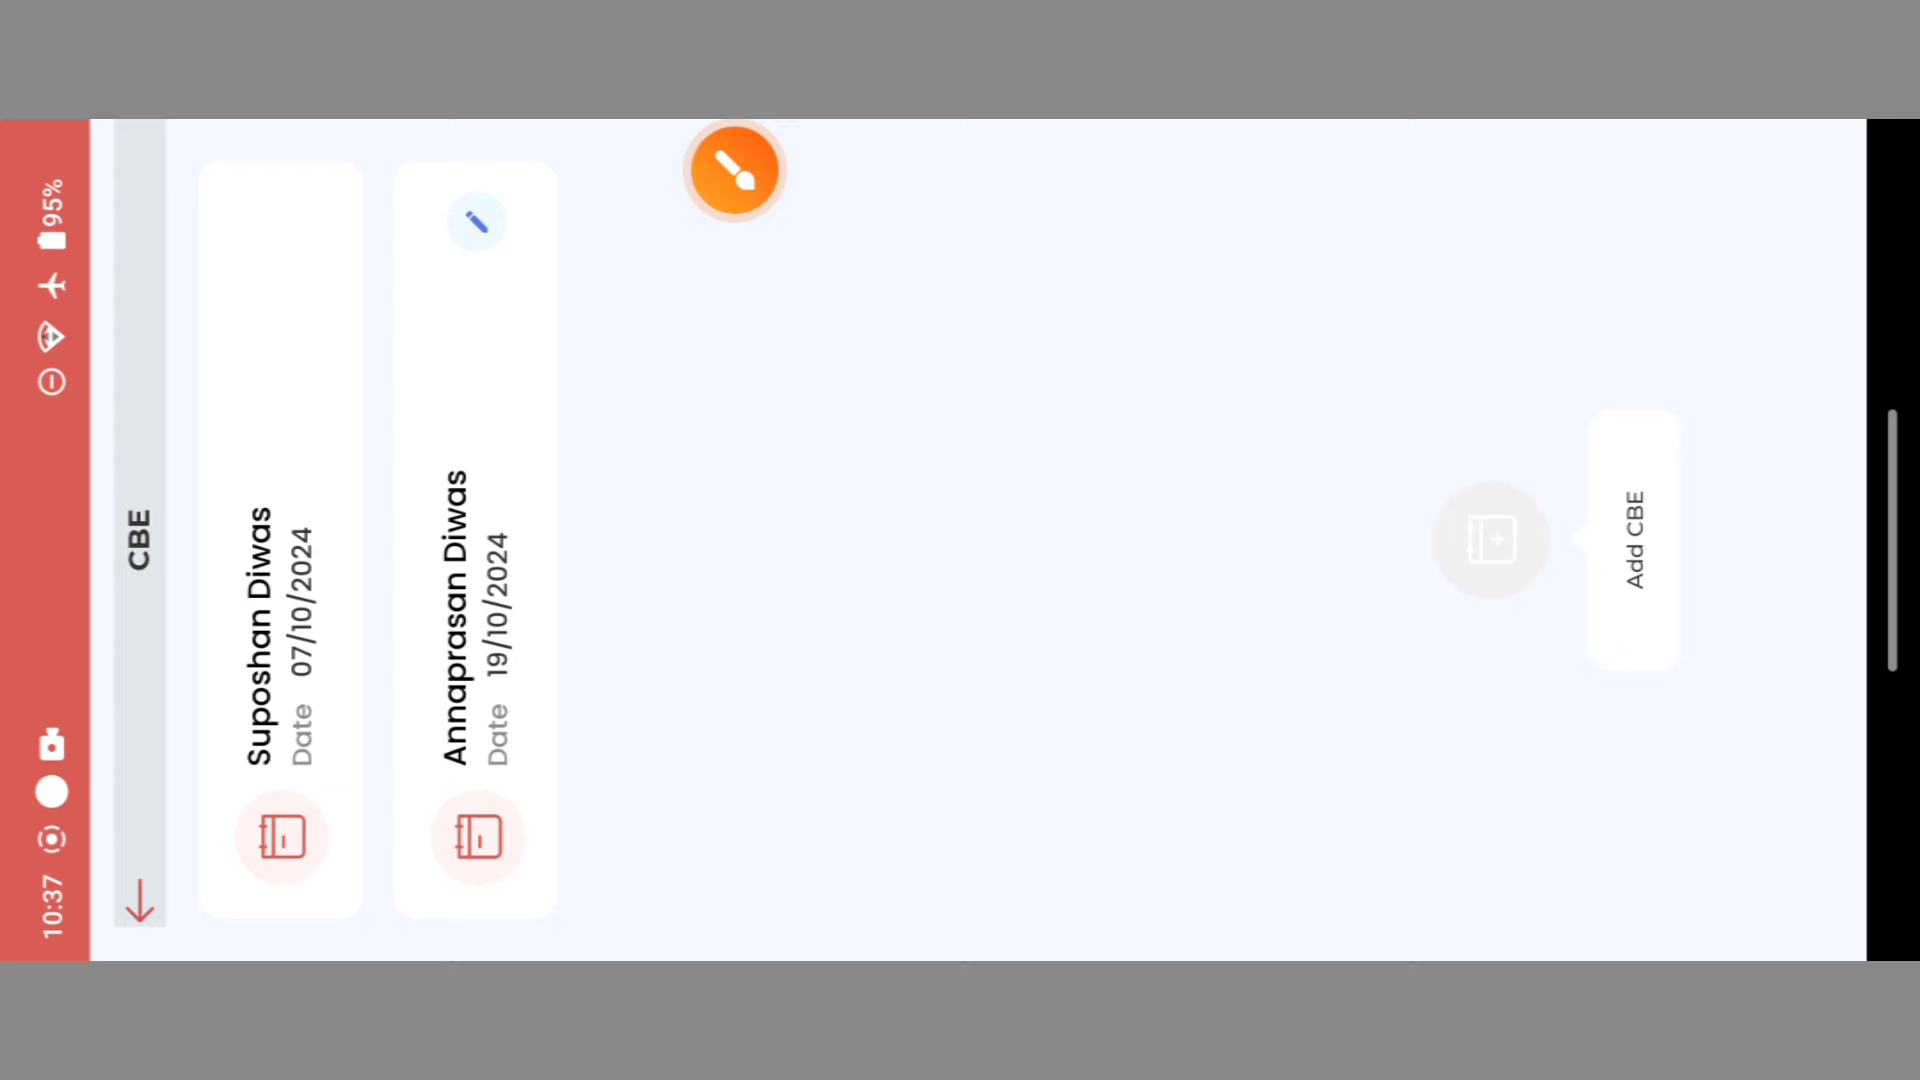 10:37 95%
CBE
Suposhan Diwas
Date 07/10/2024
Annaprasan Diwas
Date 19/10/2024
Add CBE